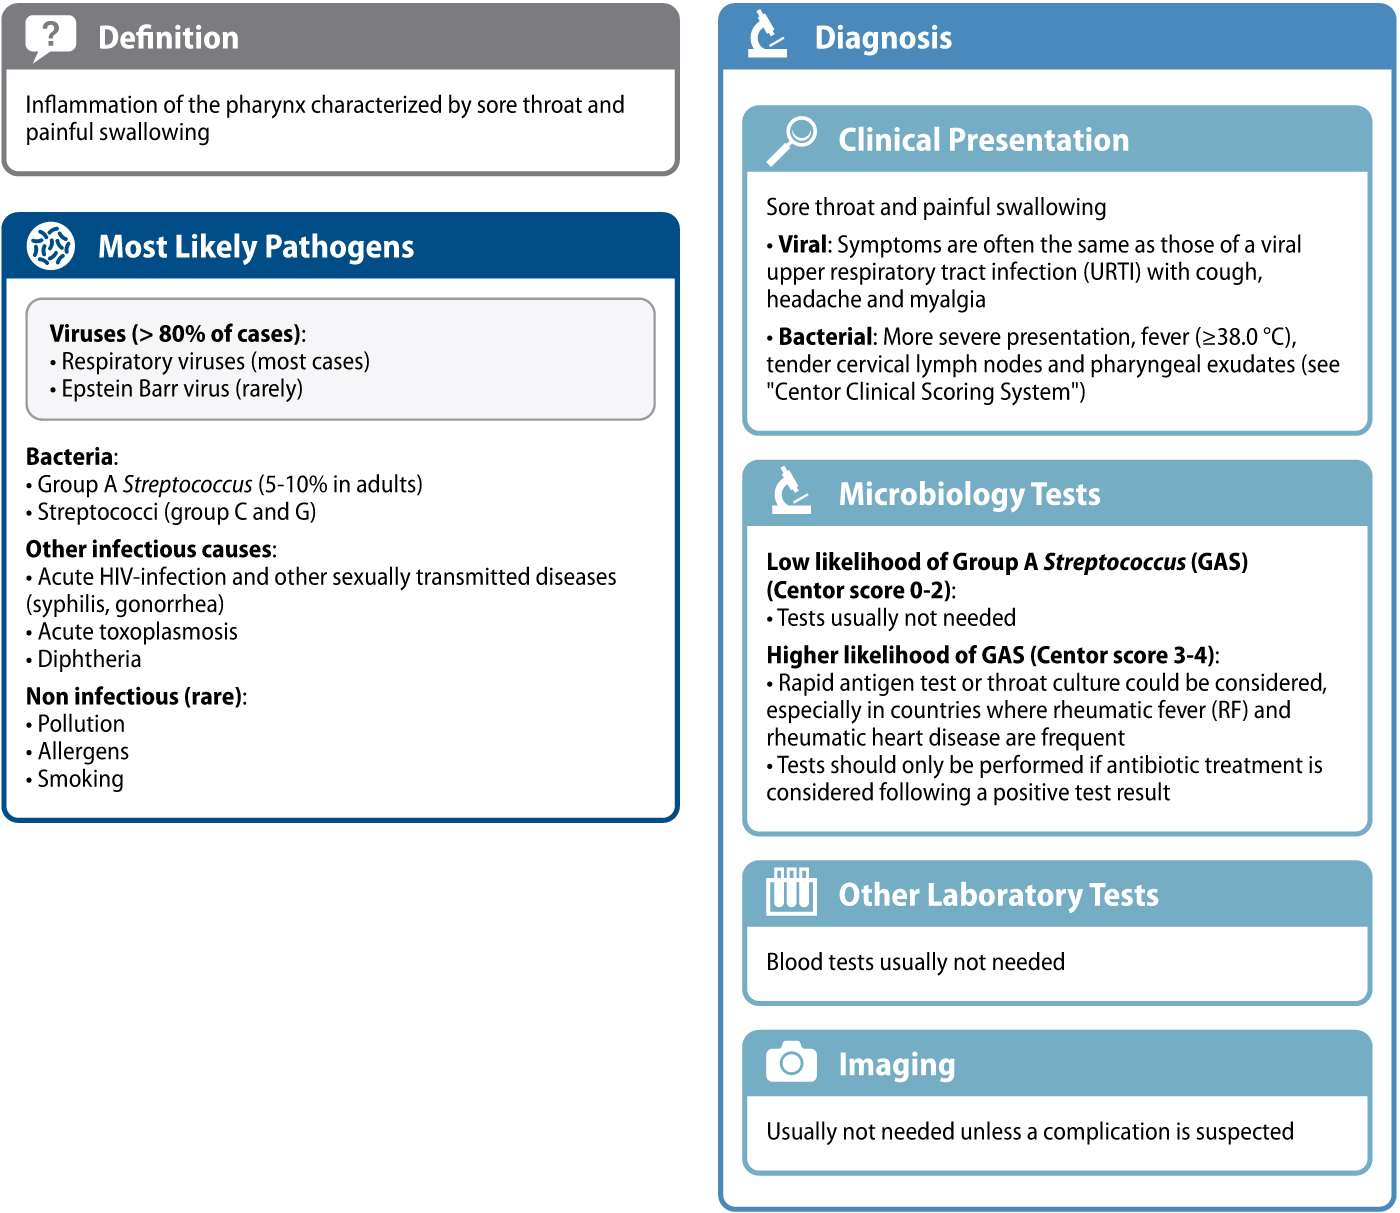 ?
Definition
Inflammation of the pharynx characterized by sore throat and
painful swallowing
Most Likely Pathogens
Viruses (> 80% of cases):
• Respiratory viruses (most cases)
• Epstein Barr virus (rarely)
Bacteria:
• Group A Streptococcus (5-10% in adults)
• Streptococci (group C and G)
Other infectious causes:
• Acute HIV-infection and other sexually transmitted diseases
(syphilis, gonorrhea)
• Acute toxoplasmosis
• Diphtheria
Non infectious (rare):
• Pollution
• Allergens
• Smoking
Diagnosis
Clinical Presentation
Sore throat and painful swallowing
• Viral: Symptoms are often the same as those of a viral
upper respiratory tract infection (URTI) with cough,
headache and myalgia
• Bacterial: More severe presentation, fever (≥38.0 °C),
tender cervical lymph nodes and pharyngeal exudates (see
"Centor Clinical Scoring System")
Microbiology Tests
Low likelihood of Group A Streptococcus (GAS)
(Centor score 0-2):
• Tests usually not needed
Higher likelihood of GAS (Centor score 3-4):
• Rapid antigen test or throat culture could be considered,
especially in countries where rheumatic fever (RF) and
rheumatic heart disease are frequent
• Tests should only be performed if antibiotic treatment is
considered following a positive test result
Other Laboratory Tests
Blood tests usually not needed
Imaging
Usually not needed unless a complication is suspected